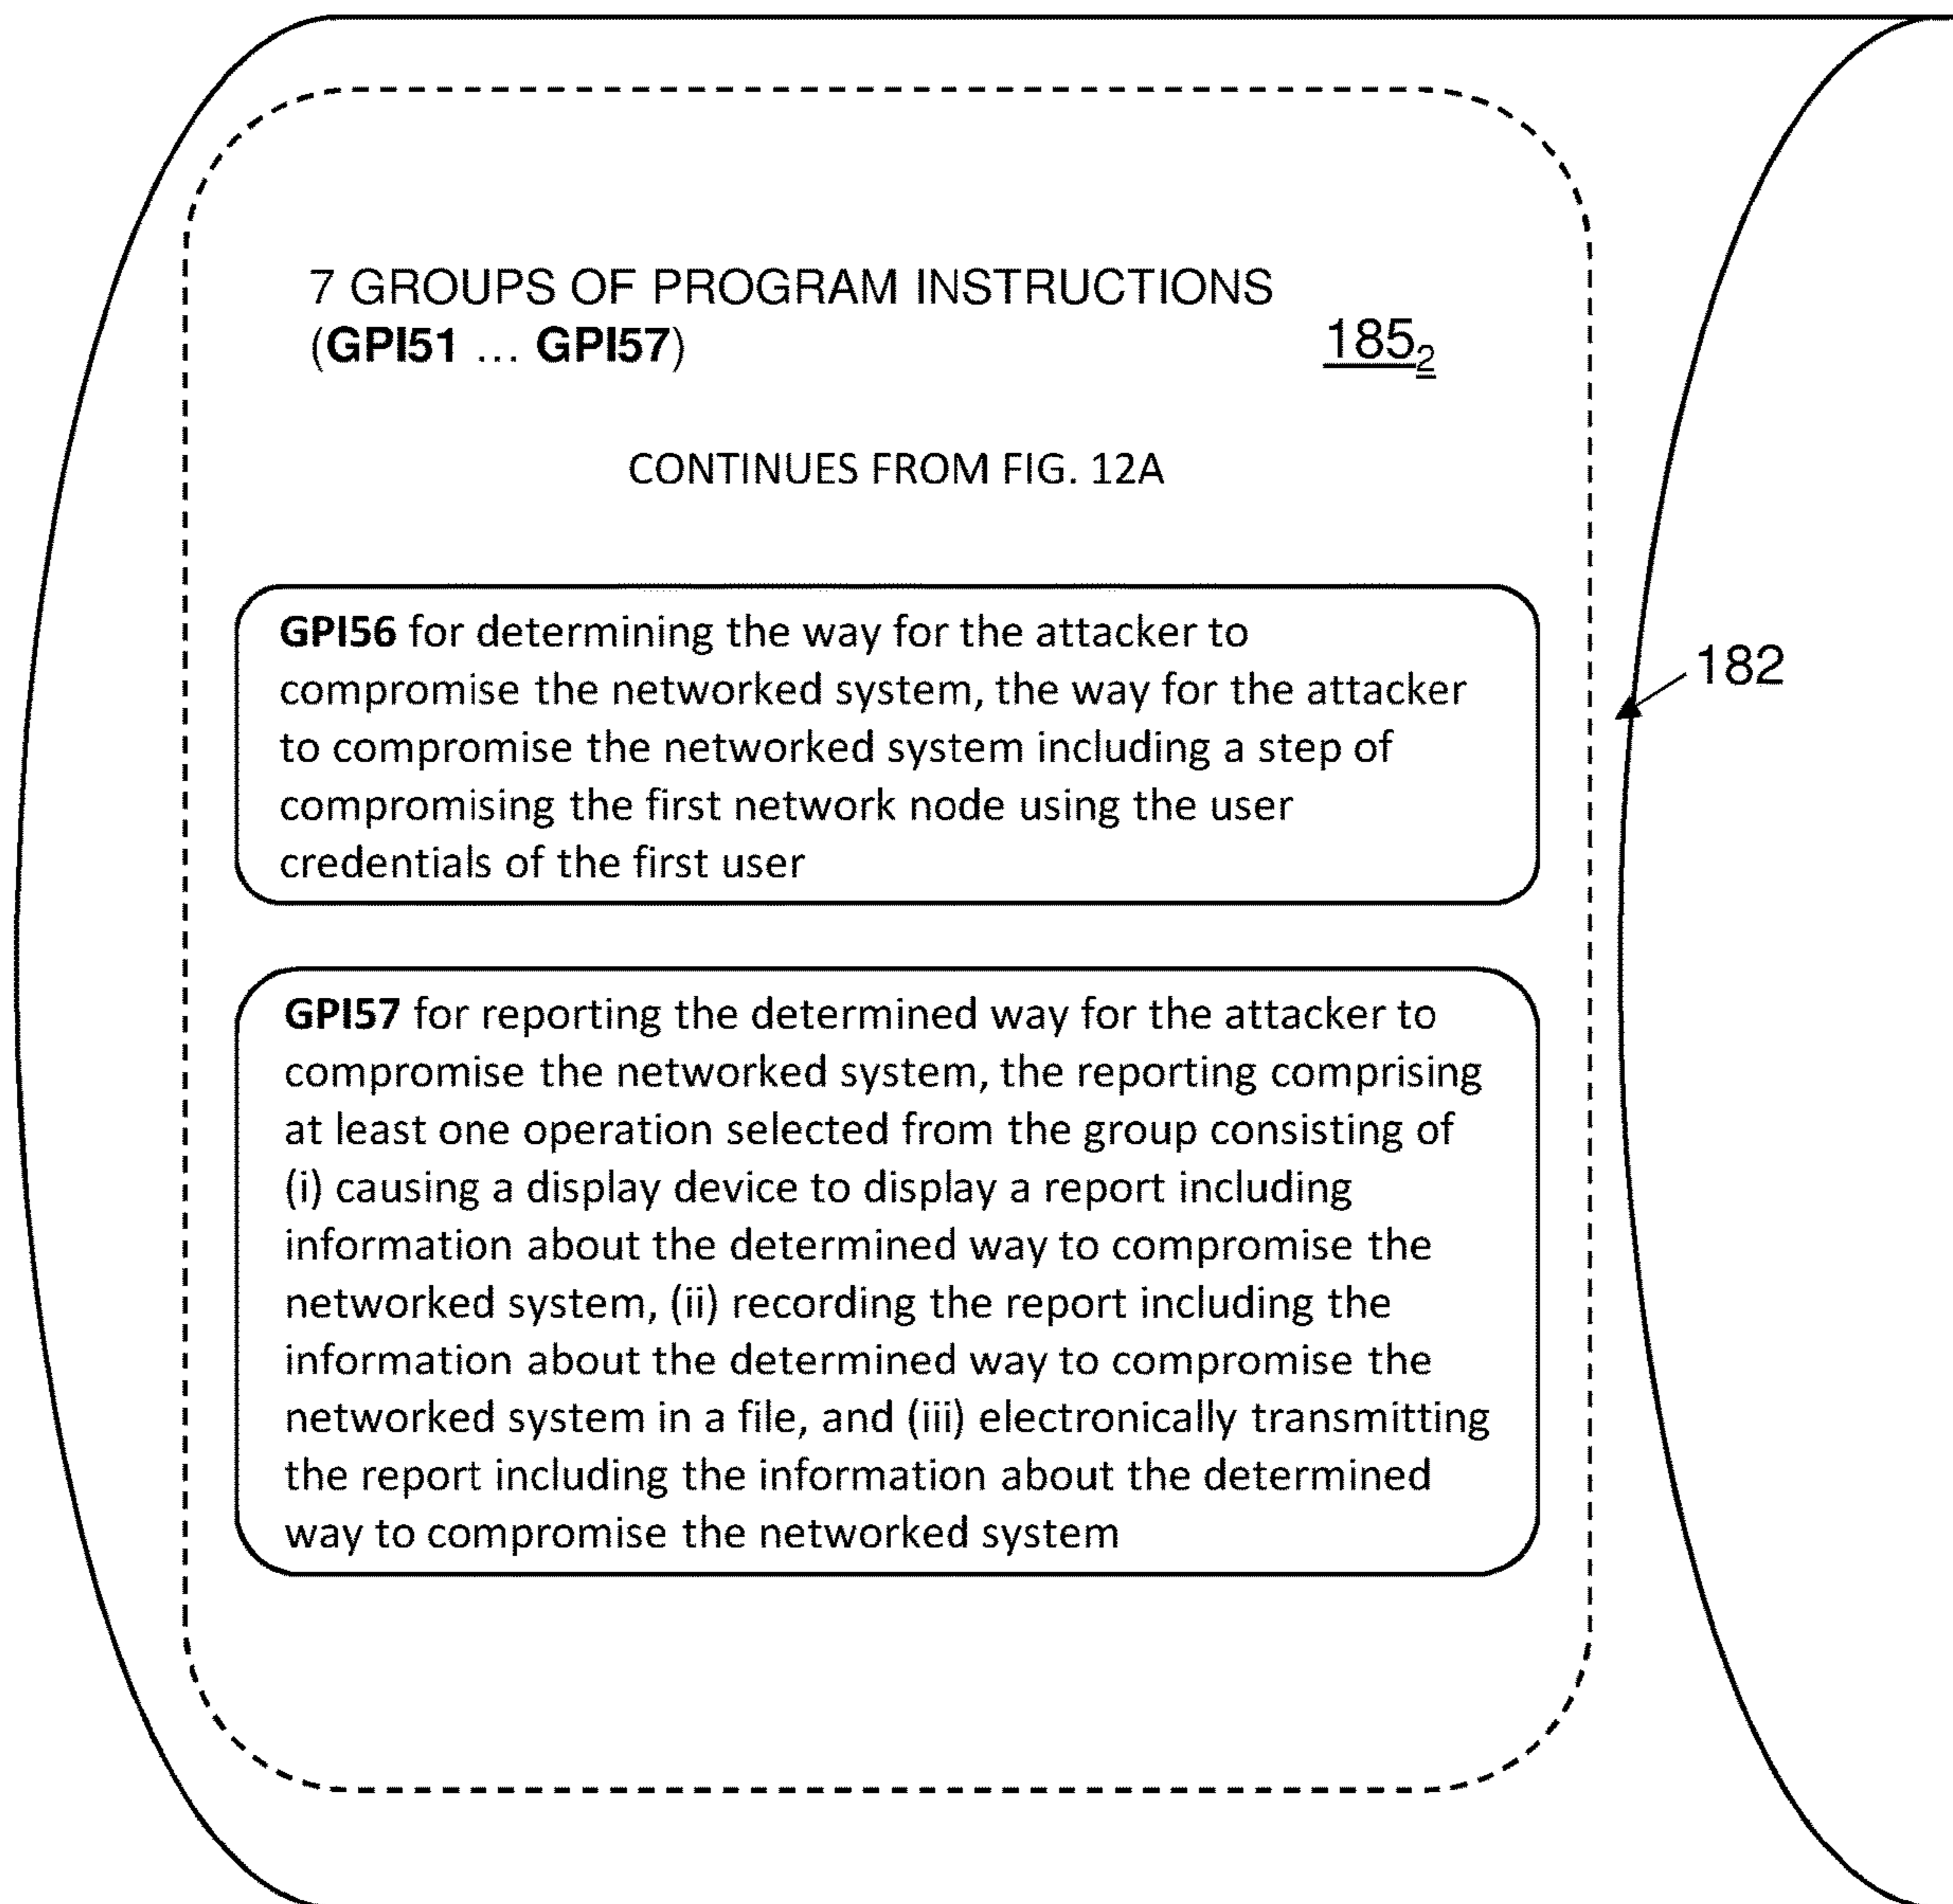 7 GROUPS OF PROGRAM INSTRUCTIONS
(GPI51 ... GPI57)
185₂
CONTINUES FROM FIG. 12A
GPI56 for determining the way for the attacker to
compromise the networked system, the way for the attacker
to compromise the networked system including a step of
compromising the first network node using the user
credentials of the first user
182
GPI57 for reporting the determined way for the attacker to
compromise the networked system, the reporting comprising
at least one operation selected from the group consisting of
(i) causing a display device to display a report including
information about the determined way to compromise the
networked system, (ii) recording the report including the
information about the determined way to compromise the
networked system in a file, and (iii) electronically transmitting
the report including the information about the determined
way to compromise the networked system